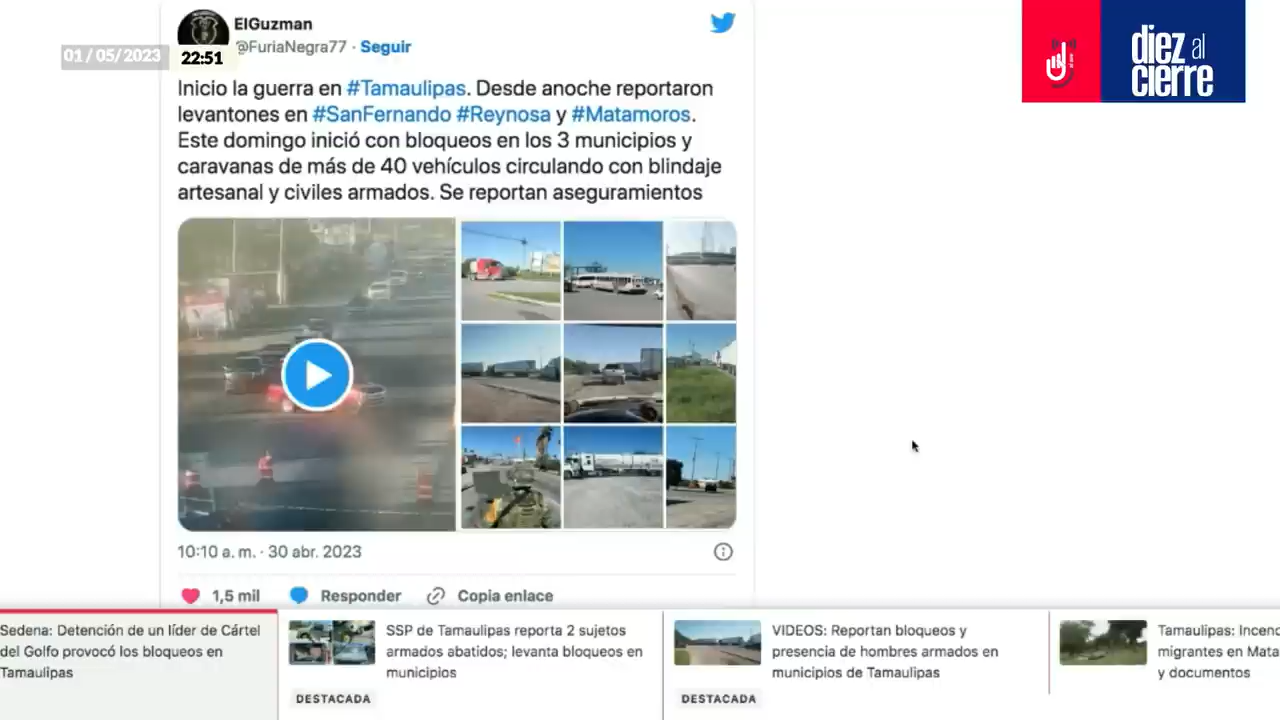 ElGuzman
@FuriaNegra77 · Seguir
01/05/2023
22:51
diez al
cierre
Inicio la guerra en #Tamaulipas. Desde anoche reportaron
levantones en #SanFernando #Reynosa y #Matamoros.
Este domingo inició con bloqueos en los 3 municipios y
caravanas de más de 40 vehículos circulando con blindaje
artesanal y civiles armados. Se reportan aseguramientos
10:10 a. m. · 30 abr. 2023
1,5 mil
Responder
Copia enlace
Sedena: Detención de un líder de Cártel
del Golfo provocó los bloqueos en
Tamaulipas
SSP de Tamaulipas reporta 2 sujetos
armados abatidos; levanta bloqueos en
municipios
DESTACADA
VIDEOS: Reportan bloqueos y
presencia de hombres armados en
municipios de Tamaulipas
DESTACADA
Tamaulipas: Incenc
migrantes en Mata
y documentos